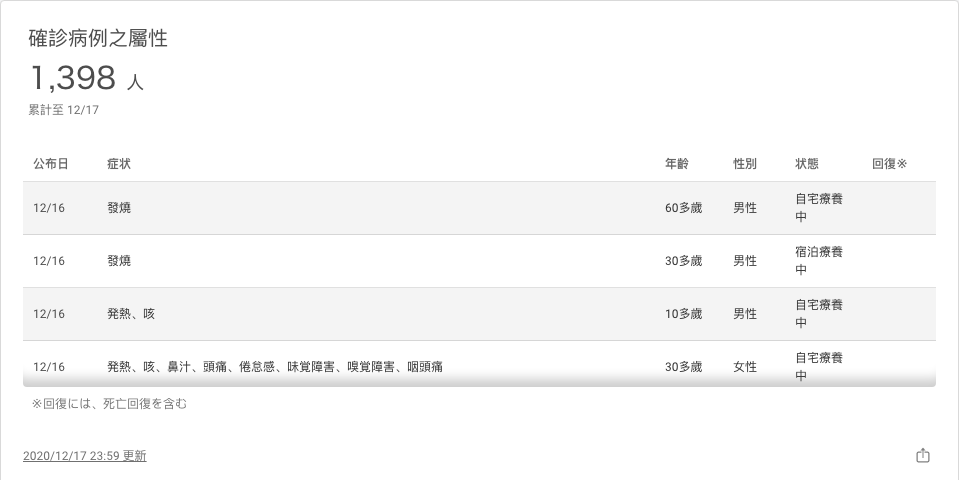 確診病例之屬性
1,398 人
累計至 12/17
公布日 症状 年齡 性別 状態 回復※
12/16 發燒 60多歲 男性 自宅療養
中
12/16 發燒 30多歲 男性 宿泊療養
中
12/16 発熱、咳 10多歲 男性 自宅療養
中
12/16 発熱、咳、鼻汁、頭痛、倦怠感、味覚障害、嗅覚障害、咽頭痛 30多歲 女性 自宅療養
中
※回復には、死亡回復を含む
2020/12/17 23:59 更新